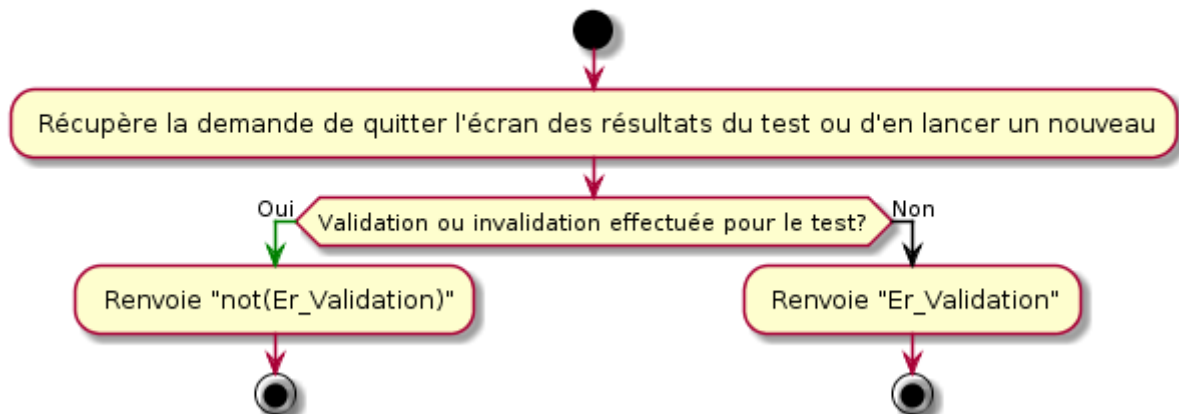 Récupère la demande de quitter l'écran des résultats du test ou d'en lancer un nouveau
Oui
Validation ou invalidation effectuée pour le test?
Non
Renvoie "not(Er_Validation)"
Renvoie "Er_Validation"